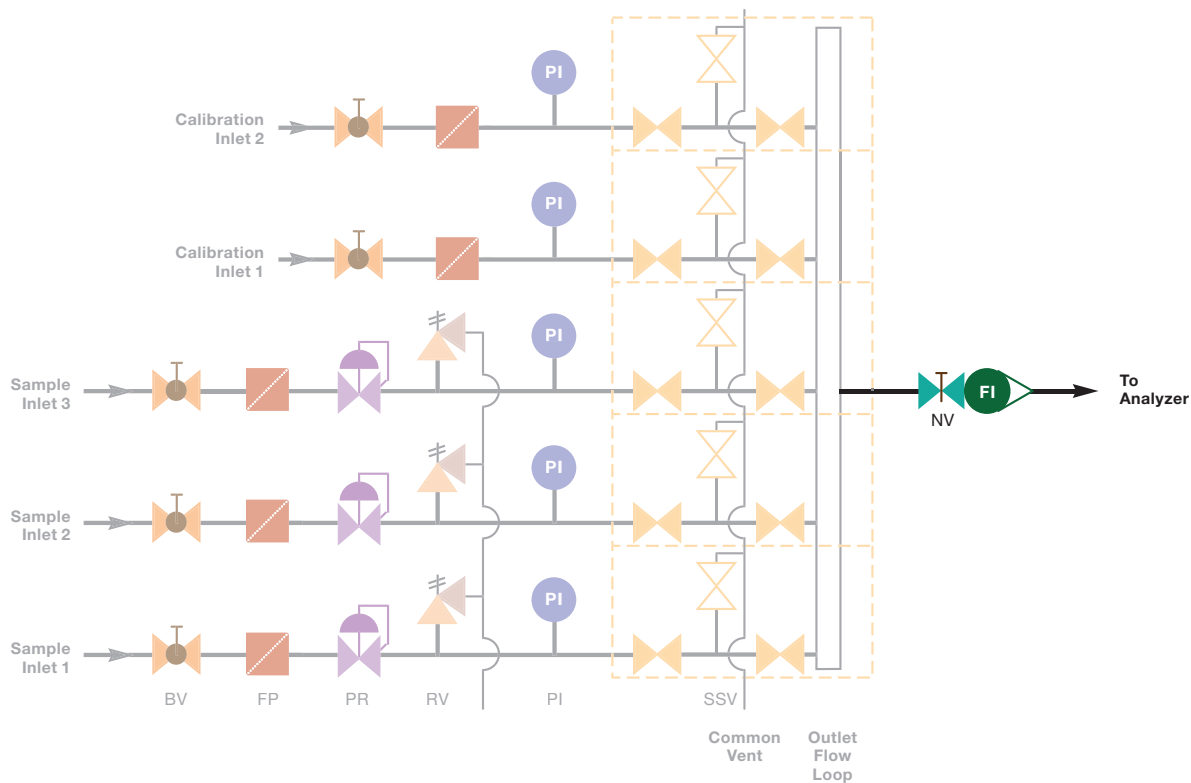 PI
Calibration
Inlet 2
PI
Calibration
Inlet 1
PI
Sample
Inlet 3
FI
To
Analyzer
NV
PI
Sample
Inlet 2
PI
Sample
Inlet 1
BV FP PR RV PI SSV
Common
Vent
Outlet
Flow
Loop